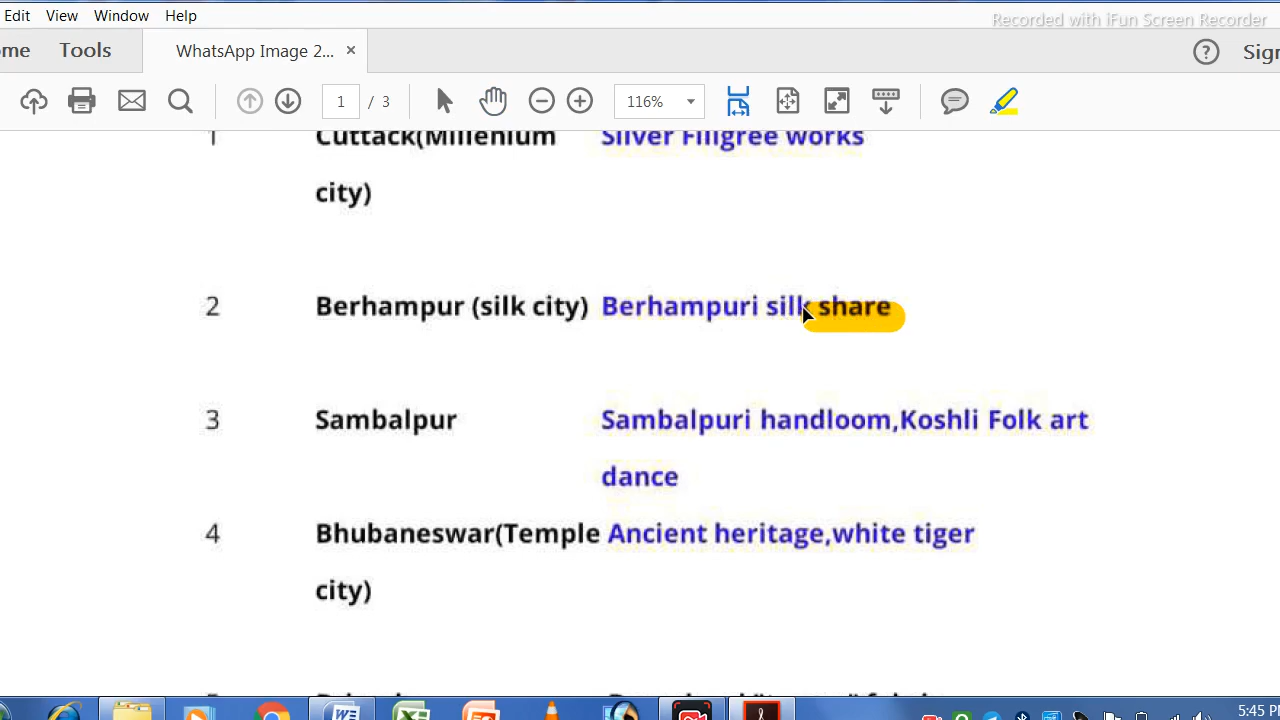 Edit View Window Help
Recorded with iFun Screen Recorder
ome Tools WhatsApp Image 2... × ? Sign
1 / 3 116%
1 Cuttack(Millenium Silver Filigree works
city)
2 Berhampur (silk city) Berhampuri silk share
3 Sambalpur Sambalpuri handloom,Koshli Folk art
dance
4 Bhubaneswar(Temple Ancient heritage,white tiger
city)
5:45 P